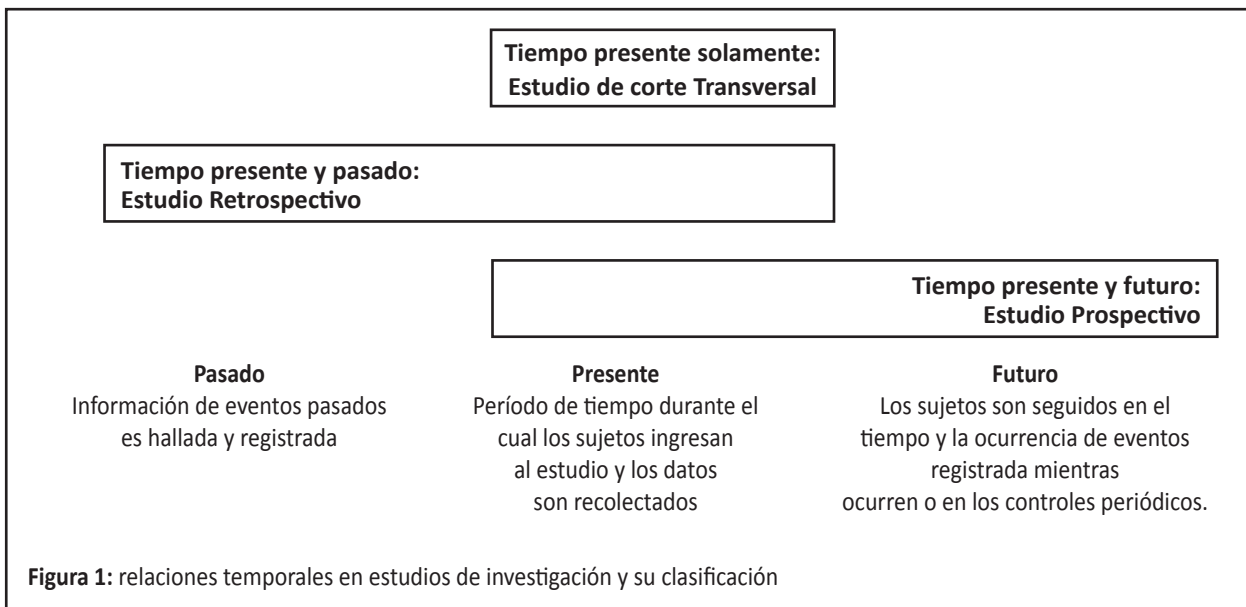 Tiempo presente solamente:
Estudio de corte Transversal
Tiempo presente y pasado:
Estudio Retrospectivo
Tiempo presente y futuro:
Estudio Prospectivo
Pasado
Información de eventos pasados
es hallada y registrada
Presente
Período de tiempo durante el
cual los sujetos ingresan
al estudio y los datos
son recolectados
Futuro
Los sujetos son seguidos en el
tiempo y la ocurrencia de eventos
registrada mientras
ocurren o en los controles periódicos.
Figura 1: relaciones temporales en estudios de investigación y su clasificación